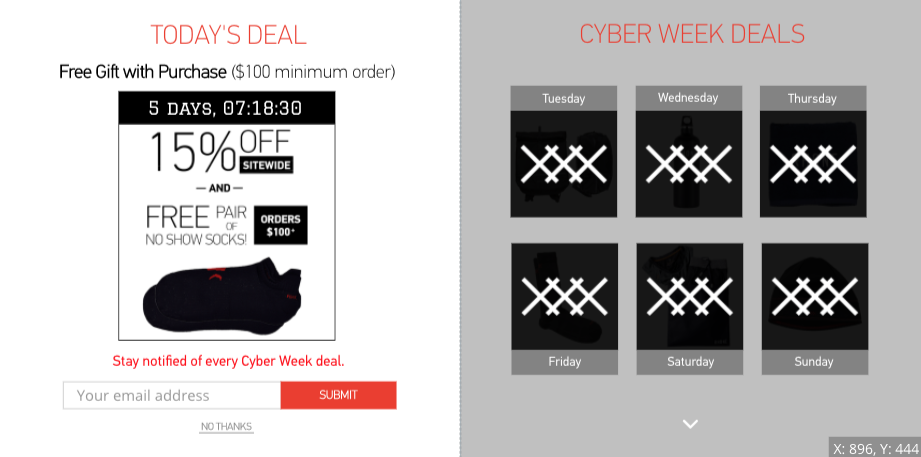 TODAY'S DEAL
Free Gift with Purchase ($100 minimum order)
5 DAYS, 07:18:30
15% OFF
SITEWIDE
— AND —
FREE PAIR
OF
NO SHOW SOCKS!
ORDERS
$100+
Stay notified of every Cyber Week deal.
Your email address
SUBMIT
NO THANKS
CYBER WEEK DEALS
Tuesday
Wednesday
Thursday
Friday
Saturday
Sunday
X: 896, Y: 444